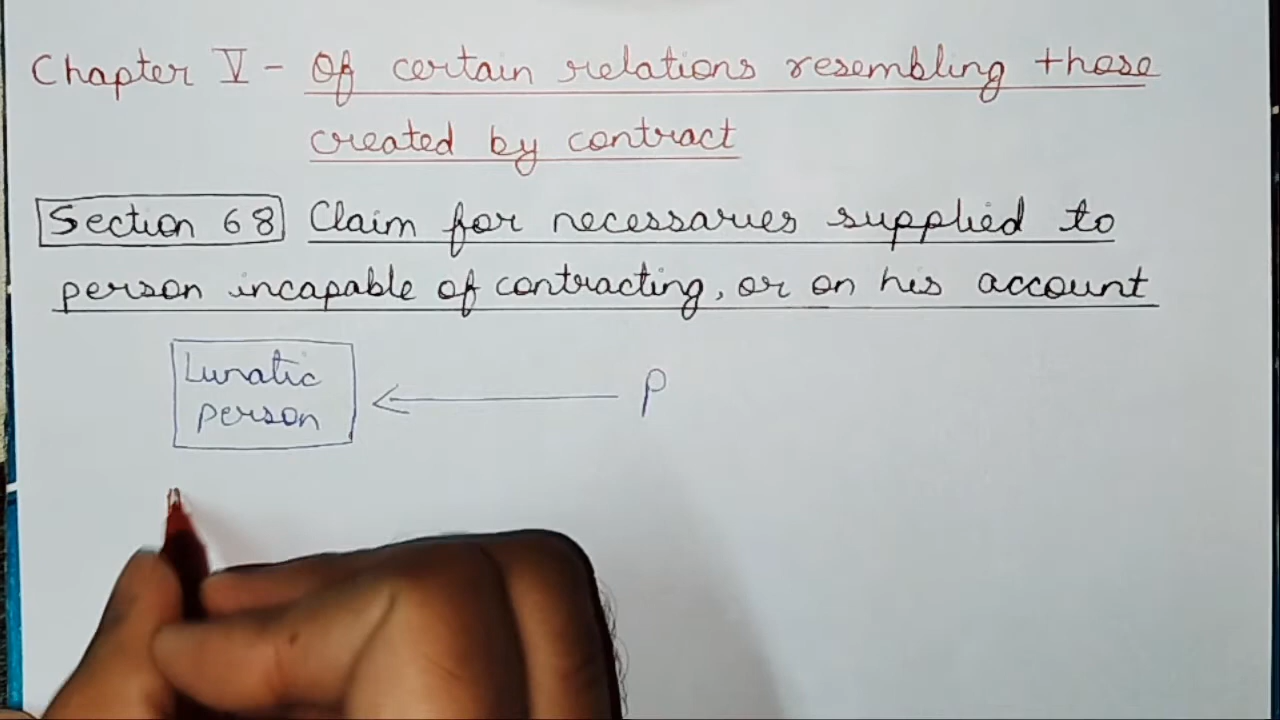 Chapter V - Of certain relations resembling those
created by contract
Section 68 Claim for necessaries supplied to
person incapable of contracting, or on his account
Lunatic
person
P